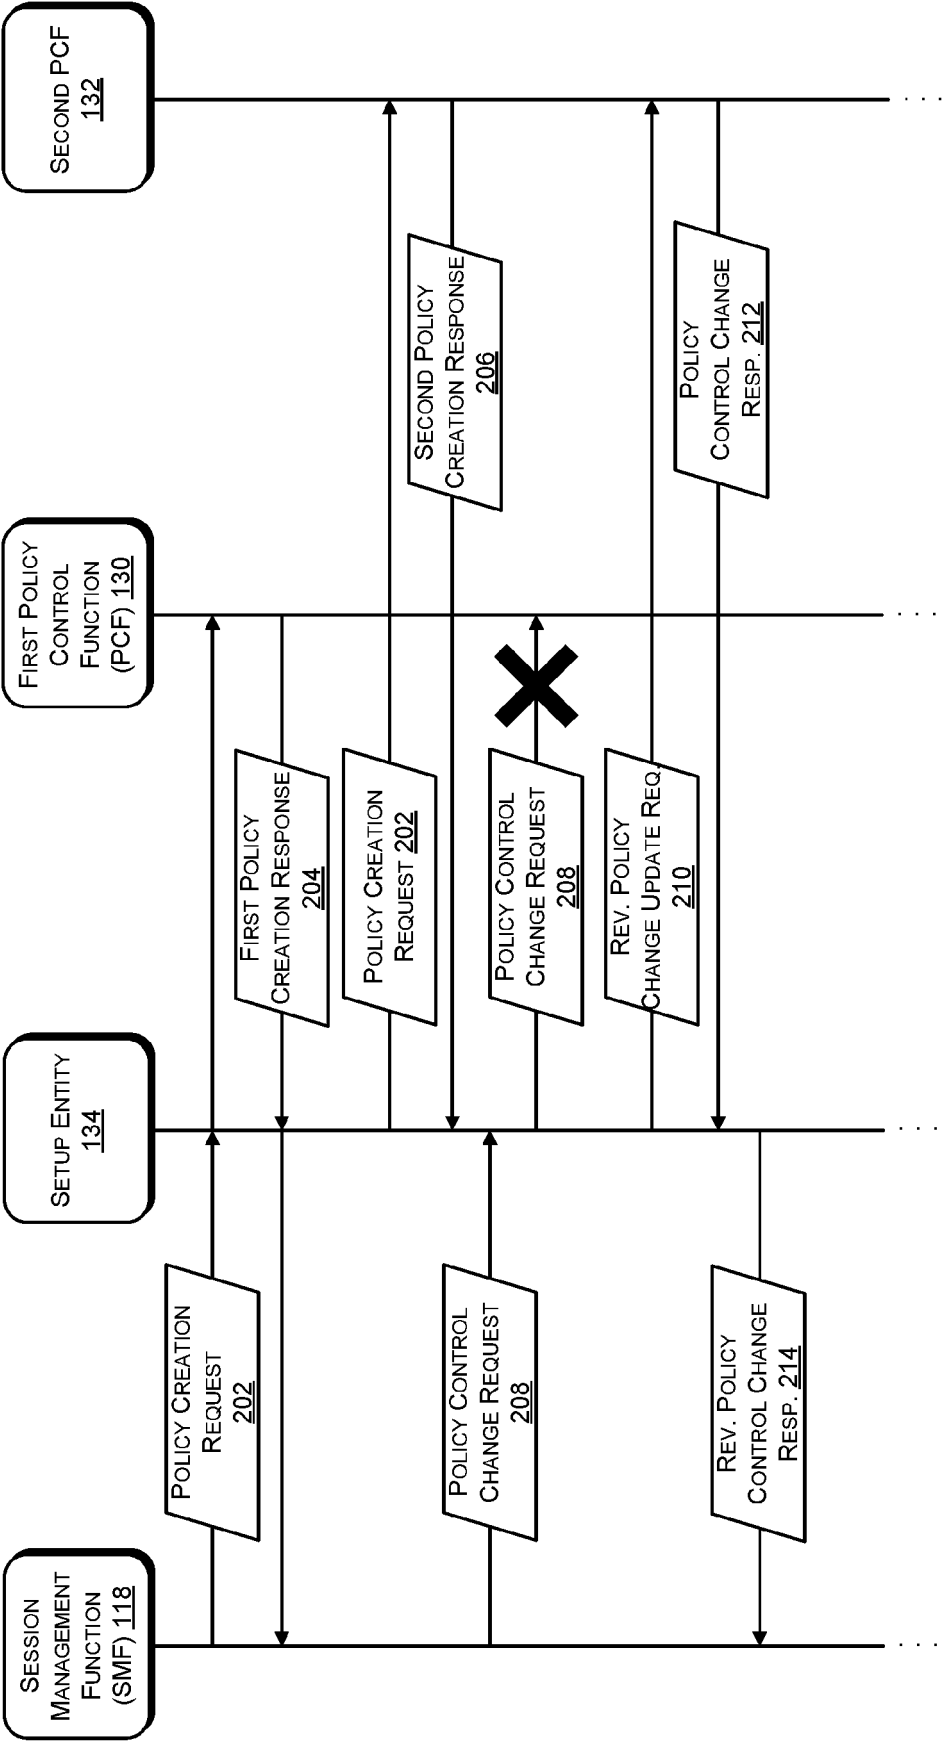 SESSION
MANAGEMENT
FUNCTION
(SMF) 118
SETUP ENTITY
134
FIRST POLICY
CONTROL
FUNCTION
(PCF) 130
SECOND PCF
132
POLICY CREATION
REQUEST
202
FIRST POLICY
CREATION RESPONSE
204
POLICY CREATION
REQUEST 202
SECOND POLICY
CREATION RESPONSE
206
POLICY CONTROL
CHANGE REQUEST
208
POLICY CONTROL
CHANGE REQUEST
208
REV. POLICY
CHANGE UPDATE REQ.
210
POLICY
CONTROL CHANGE
RESP. 212
REV. POLICY
CONTROL CHANGE
RESP. 214